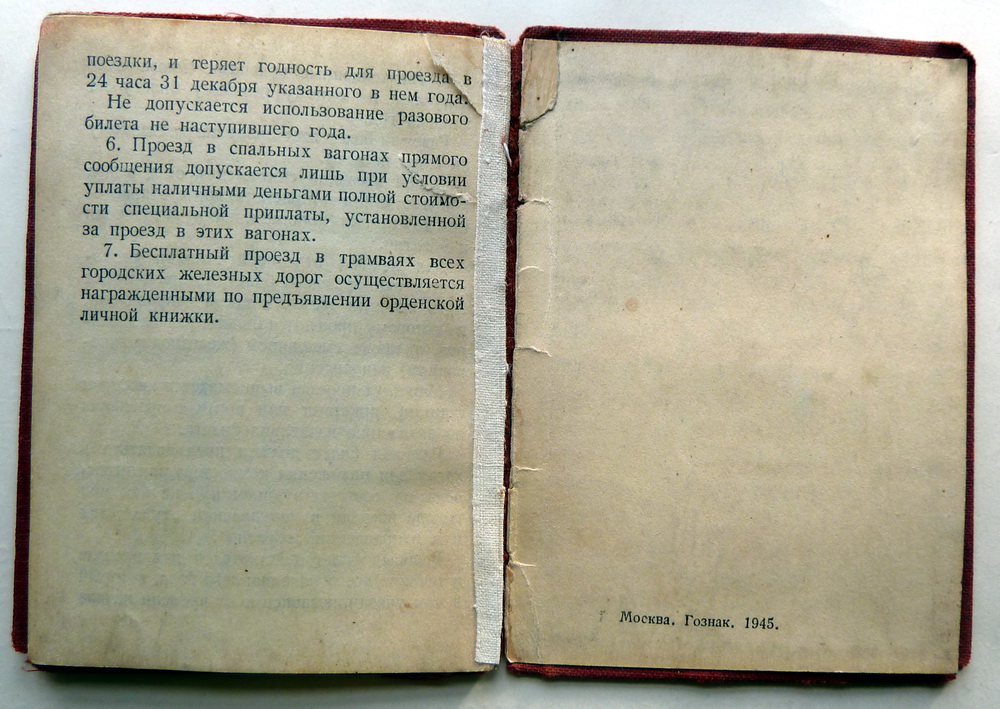 поездки, и теряет годность для проезда в
24 часа 31 декабря указанного в нем года.
Не допускается использование разового
билета не наступившего года.
6. Проезд в спальных вагонах прямого
сообщения допускается лишь при условии
уплаты наличными деньгами полной стоимо-
сти специальной приплаты, установленной
за проезд в этих вагонах.
7. Бесплатный проезд в трамваях всех
городских железных дорог осуществляется
награжденными по предъявлении орденской
личной книжки.
Москва. Гознак. 1945.